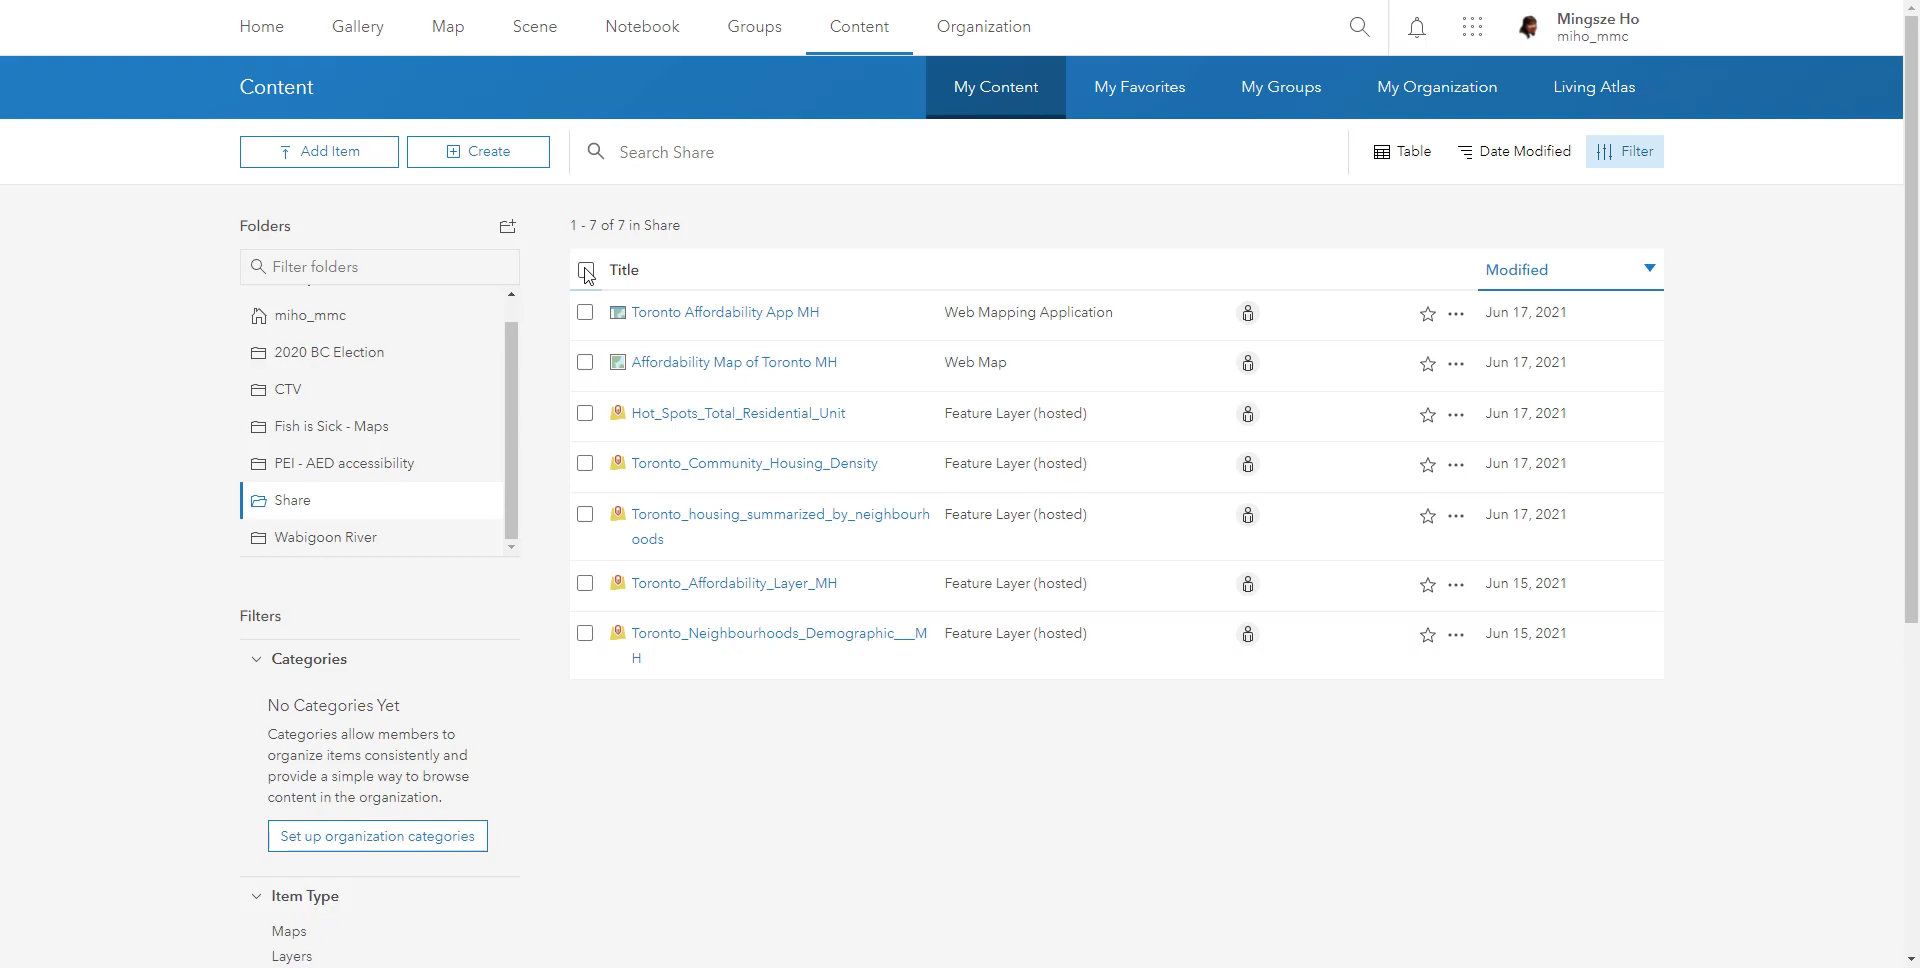 Home Gallery Map Scene Notebook Groups Content Organization
Mingsze Ho
miho_mmc
Content
My Content My Favorites My Groups My Organization Living Atlas
Add Item Create Search Share Table Date Modified Filter
Folders
Filter folders
miho_mmc
2020 BC Election
CTV
Fish is Sick - Maps
PEI - AED accessibility
Share
Wabigoon River
Filters
Categories
No Categories Yet
Categories allow members to
organize items consistently and
provide a simple way to browse
content in the organization.
Set up organization categories
Item Type
Maps
Layers
1 - 7 of 7 in Share
Title Modified
Toronto Affordability App MH Web Mapping Application Jun 17, 2021
Affordability Map of Toronto MH Web Map Jun 17, 2021
Hot_Spots_Total_Residential_Unit Feature Layer (hosted) Jun 17, 2021
Toronto_Community_Housing_Density Feature Layer (hosted) Jun 17, 2021
Toronto_housing_summarized_by_neighbourh Feature Layer (hosted) Jun 17, 2021
oods
Toronto_Affordability_Layer_MH Feature Layer (hosted) Jun 15, 2021
Toronto_Neighbourhoods_Demographic___M Feature Layer (hosted) Jun 15, 2021
H